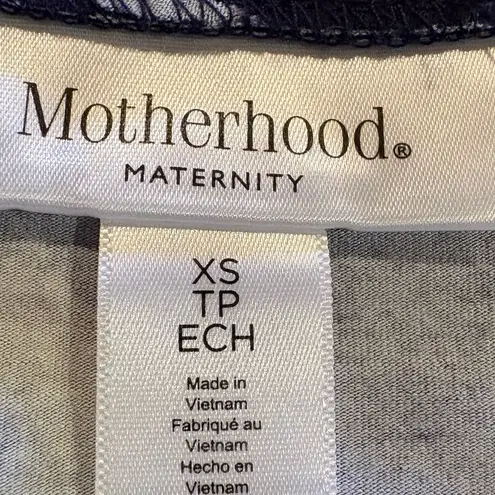 Motherhood®
MATERNITY
XS
TP
ECH
Made in
Vietnam
Fabriqué au
Vietnam
Hecho en
Vietnam